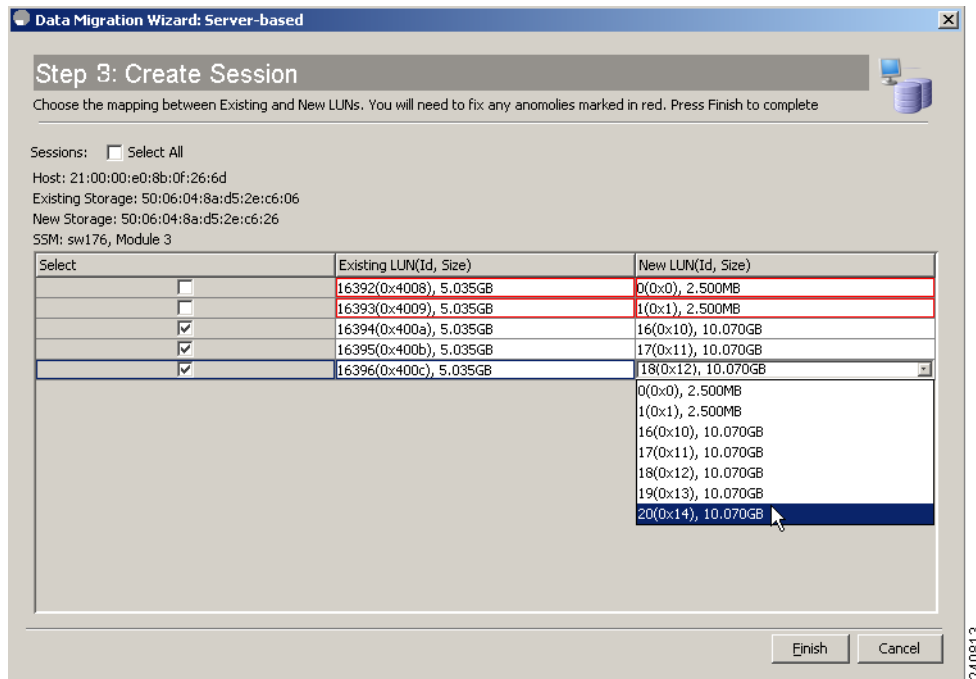 Data Migration Wizard: Server-based
Step 3: Create Session
Choose the mapping between Existing and New LUNs. You will need to fix any anomolies marked in red. Press Finish to complete
Sessions: Select All
Host: 21:00:00:e0:8b:0f:26:6d
Existing Storage: 50:06:04:8a:d5:2e:c6:06
New Storage: 50:06:04:8a:d5:2e:c6:26
SSM: sw176, Module 3
Select Existing LUN(Id, Size) New LUN(Id, Size)
16392(0x4008), 5.035GB 0(0x0), 2.500MB
16393(0x4009), 5.035GB 1(0x1), 2.500MB
16394(0x400a), 5.035GB 16(0x10), 10.070GB
16395(0x400b), 5.035GB 17(0x11), 10.070GB
16396(0x400c), 5.035GB 18(0x12), 10.070GB
0(0x0), 2.500MB
1(0x1), 2.500MB
16(0x10), 10.070GB
17(0x11), 10.070GB
18(0x12), 10.070GB
19(0x13), 10.070GB
20(0x14), 10.070GB
Finish Cancel
240813